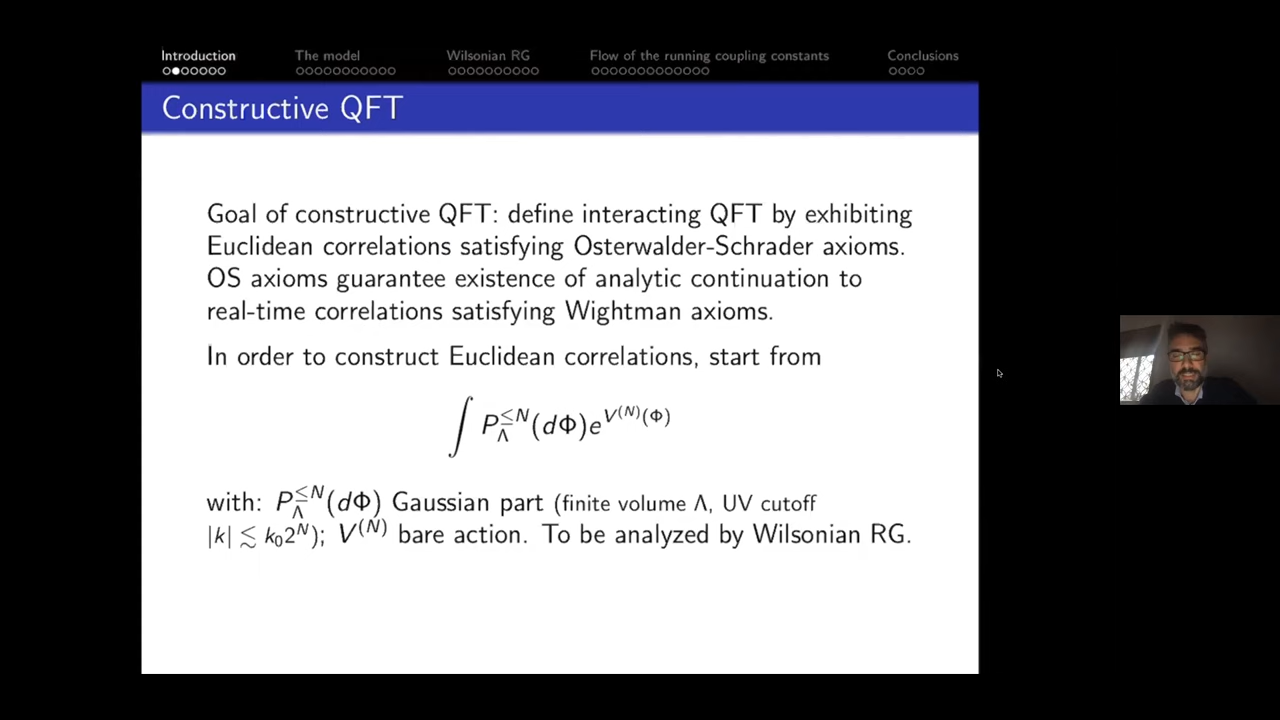 Introduction The model Wilsonian RG Flow of the running coupling constants Conclusions
Constructive QFT
Goal of constructive QFT: define interacting QFT by exhibiting
Euclidean correlations satisfying Osterwalder-Schrader axioms.
OS axioms guarantee existence of analytic continuation to
real-time correlations satisfying Wightman axioms.
In order to construct Euclidean correlations, start from
∫ P_Λ^{≤N}(dΦ)e^{V^{(N)}(Φ)}
with: P_Λ^{≤N}(dΦ) Gaussian part (finite volume Λ, UV cutoff
|k| ≲ k₀2^N); V^{(N)} bare action. To be analyzed by Wilsonian RG.